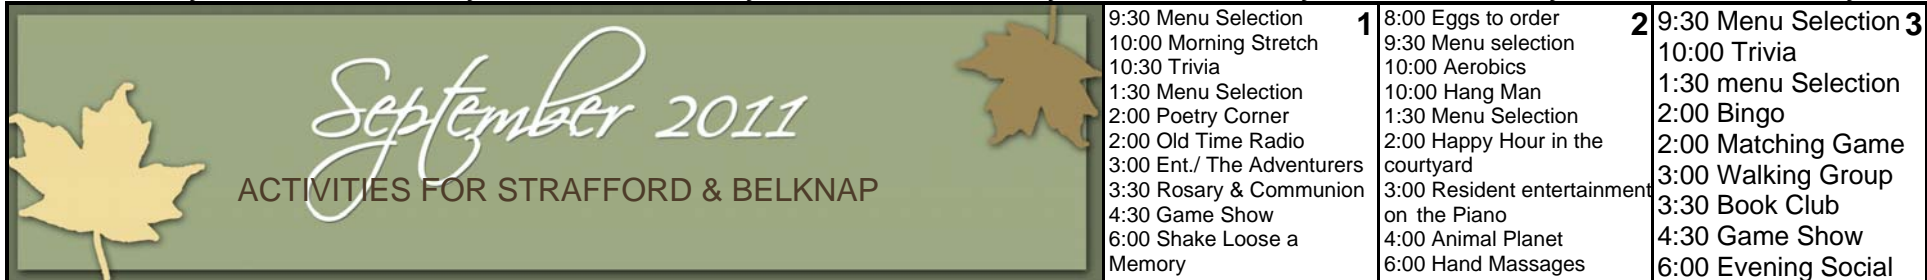 September 2011
ACTIVITIES FOR STRAFFORD & BELKNAP
1
9:30 Menu Selection
10:00 Morning Stretch
10:30 Trivia
1:30 Menu Selection
2:00 Poetry Corner
2:00 Old Time Radio
3:00 Ent./ The Adventurers
3:30 Rosary & Communion
4:30 Game Show
6:00 Shake Loose a
Memory
2
8:00 Eggs to order
9:30 Menu selection
10:00 Aerobics
10:00 Hang Man
1:30 Menu Selection
2:00 Happy Hour in the
courtyard
3:00 Resident entertainment
on the Piano
4:00 Animal Planet
6:00 Hand Massages
3
9:30 Menu Selection
10:00 Trivia
1:30 menu Selection
2:00 Bingo
2:00 Matching Game
3:00 Walking Group
3:30 Book Club
4:30 Game Show
6:00 Evening Social